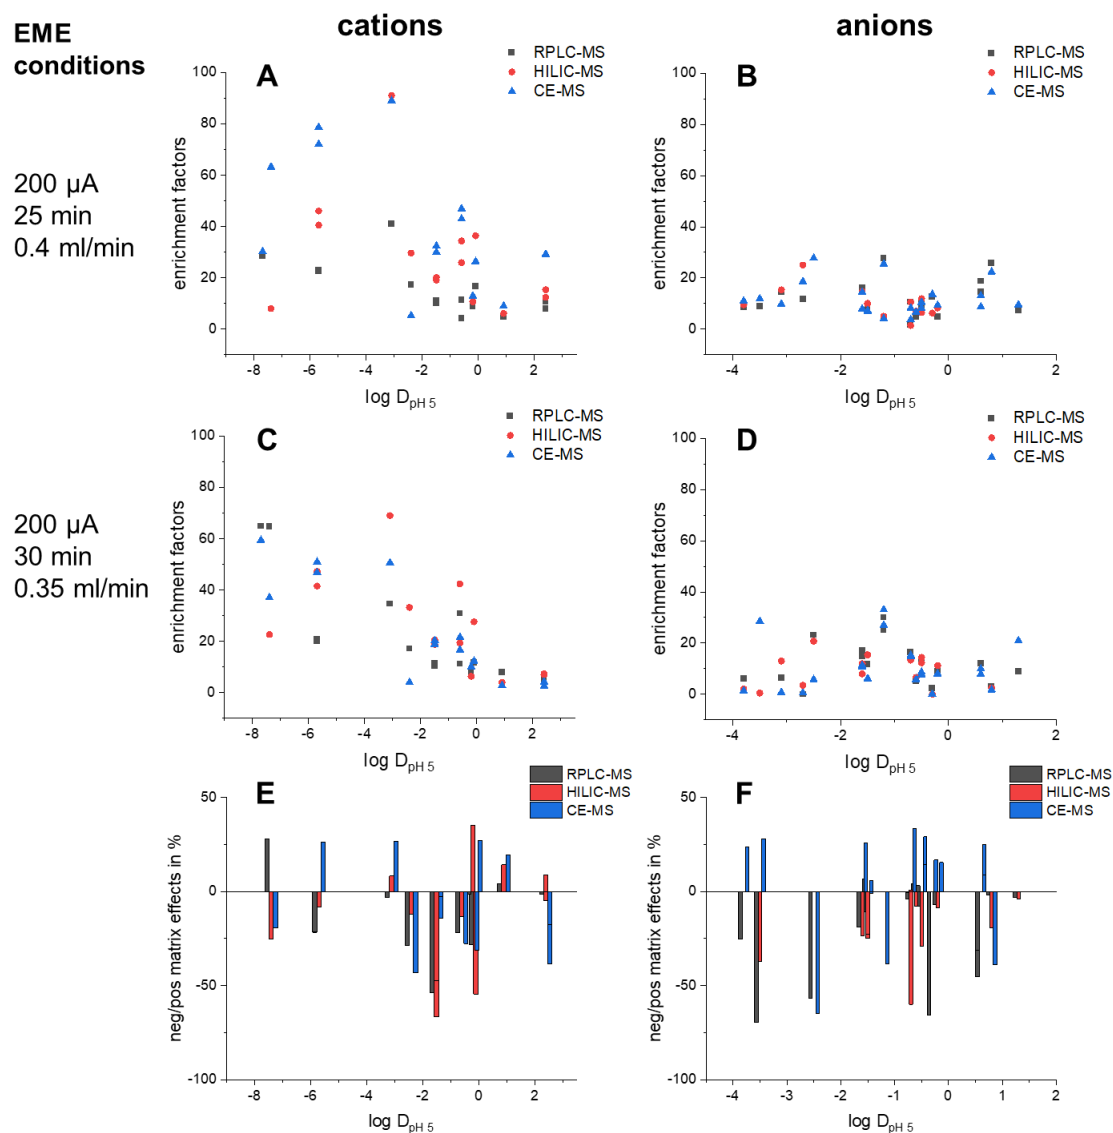 EME
conditions
cations
anions
200 µA
25 min
0.4 ml/min
A
RPLC-MS
HILIC-MS
CE-MS
enrichment factors
100
80
60
40
20
0
-8
-6
-4
-2
0
2
log D pH 5
B
RPLC-MS
HILIC-MS
CE-MS
enrichment factors
100
80
60
40
20
0
-4
-2
0
2
log D pH 5
200 µA
30 min
0.35 ml/min
C
RPLC-MS
HILIC-MS
CE-MS
enrichment factors
100
80
60
40
20
0
-8
-6
-4
-2
0
2
log D pH 5
D
RPLC-MS
HILIC-MS
CE-MS
enrichment factors
100
80
60
40
20
0
-4
-2
0
2
log D pH 5
E
RPLC-MS
HILIC-MS
CE-MS
neg/pos matrix effects in %
50
0
-50
-100
-8
-6
-4
-2
0
2
log D pH 5
F
RPLC-MS
HILIC-MS
CE-MS
neg/pos matrix effects in %
50
0
-50
-100
-4
-3
-2
-1
0
1
2
log D pH 5